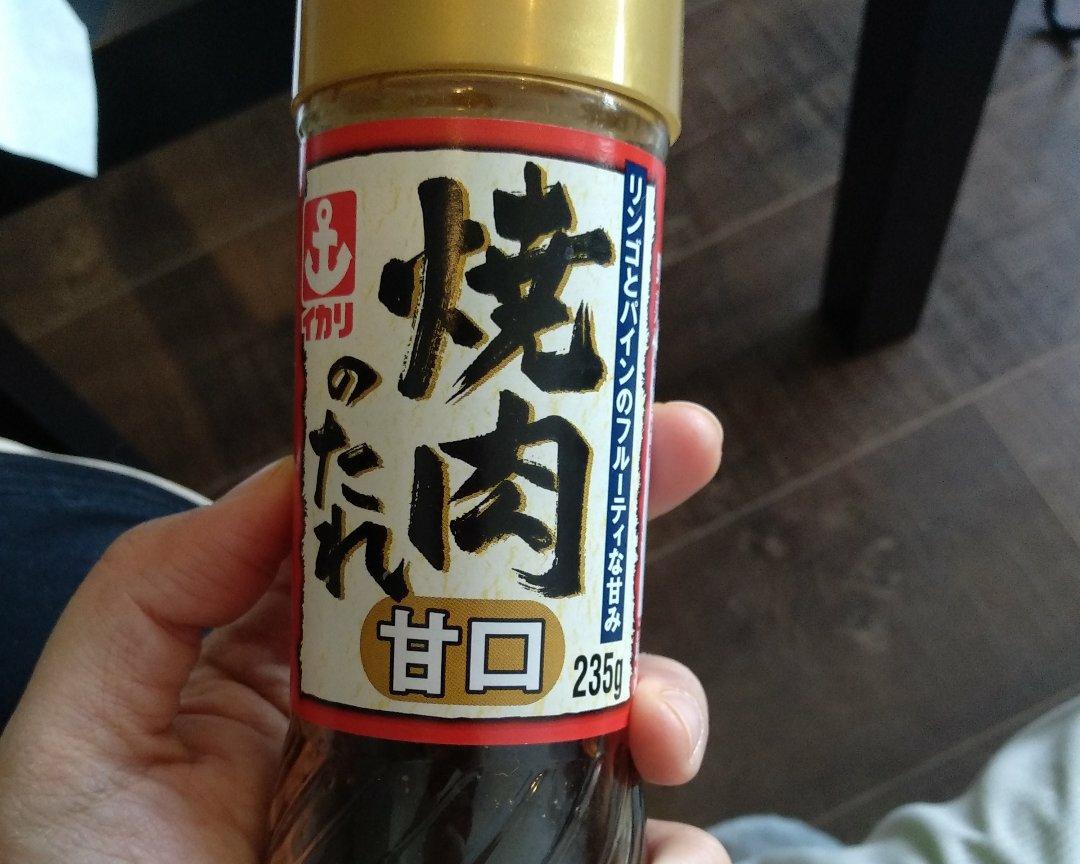 リンゴとパインのフルーティな甘み
焼肉
のたれ
イカリ
甘口
235g